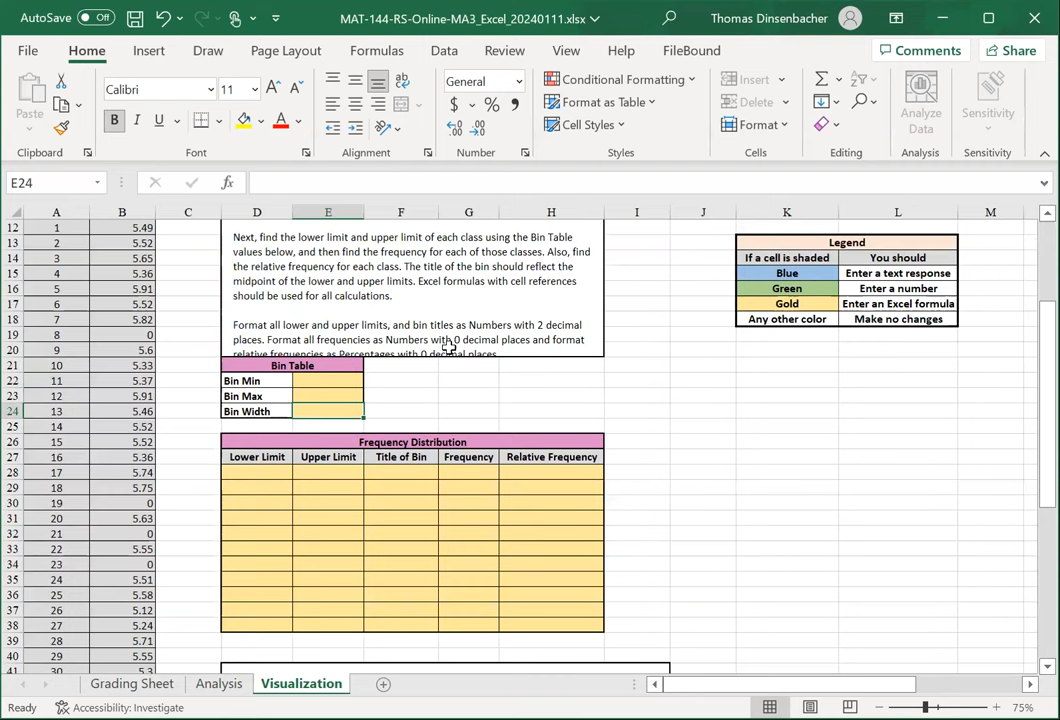 AutoSave Off MAT-144-RS-Online-MA3_Excel_20240111.xlsx Thomas Dinsenbacher
File Home Insert Draw Page Layout Formulas Data Review View Help FileBound Comments Share
Paste
Clipboard
Calibri 11 A A
B I U A
Font
ab
Alignment
General
$ % ,
Number
Conditional Formatting
Format as Table
Cell Styles
Styles
Insert
Delete
Format
Cells
Editing
Analyze Data
Analysis
Sensitivity
Sensitivity
E24 fx
A B C D E F G H I J K L M
12 1 5.49
13 2 5.52
14 3 5.65
15 4 5.36
16 5 5.91
17 6 5.52
18 7 5.82
19 8 0
20 9 5.6
21 10 5.33
22 11 5.37
23 12 5.91
24 13 5.46
25 14 5.52
26 15 5.52
27 16 5.36
28 17 5.74
29 18 5.75
30 19 0
31 20 5.63
32 21 0
33 22 5.55
34 23 0
35 24 5.51
36 25 5.58
37 26 5.12
38 27 5.24
39 28 5.71
40 29 5.55
41 30 5.3
Next, find the lower limit and upper limit of each class using the Bin Table
values below, and then find the frequency for each of those classes. Also, find
the relative frequency for each class. The title of the bin should reflect the
midpoint of the lower and upper limits. Excel formulas with cell references
should be used for all calculations.
Format all lower and upper limits, and bin titles as Numbers with 2 decimal
places. Format all frequencies as Numbers with 0 decimal places and format
relative frequencies as Percentages with 0 decimal places.
Bin Table
Bin Min
Bin Max
Bin Width
Frequency Distribution
Lower Limit Upper Limit Title of Bin Frequency Relative Frequency
Legend
If a cell is shaded You should
Blue Enter a text response
Green Enter a number
Gold Enter an Excel formula
Any other color Make no changes
Grading Sheet Analysis Visualization
Ready Accessibility: Investigate 75%